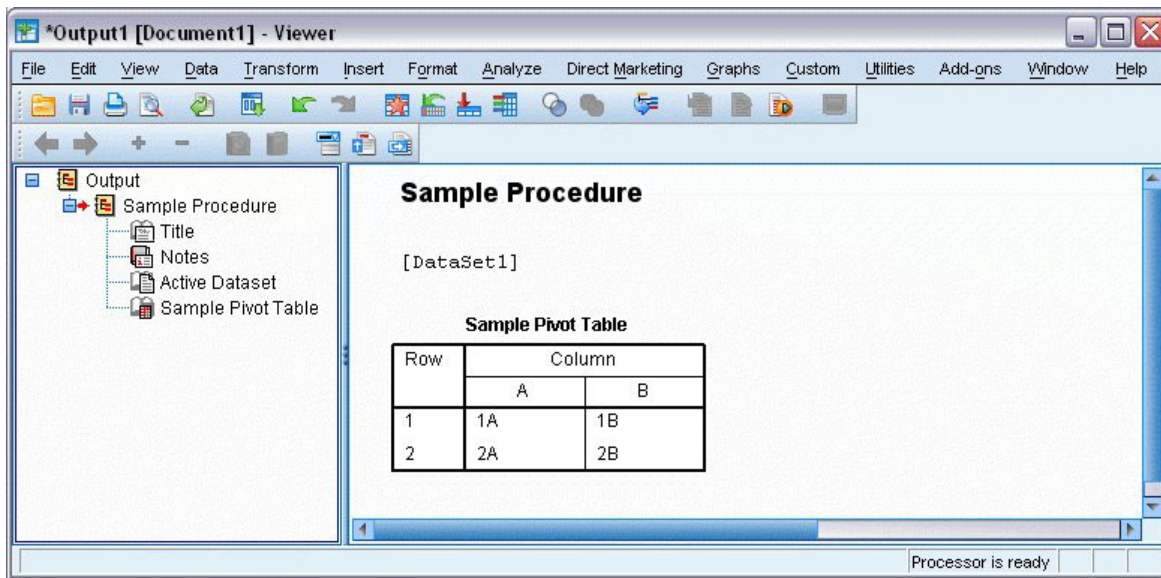 *Output1 [Document1] - Viewer
File Edit View Data Transform Insert Format Analyze Direct Marketing Graphs Custom Utilities Add-ons Window Help
Output
Sample Procedure
Title
Notes
Active Dataset
Sample Pivot Table
Sample Procedure
[DataSet1]
Sample Pivot Table
Row Column
A B
1 1A 1B
2 2A 2B
Processor is ready